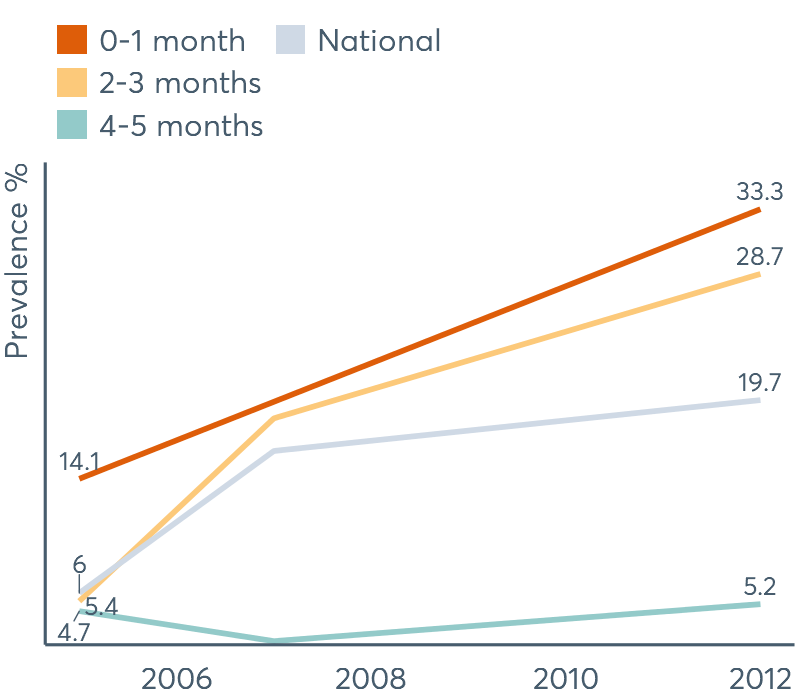 0-1 month
National
2-3 months
4-5 months
Prevalence %
33.3
28.7
19.7
14.1
6
5.4
4.7
5.2
2006
2008
2010
2012